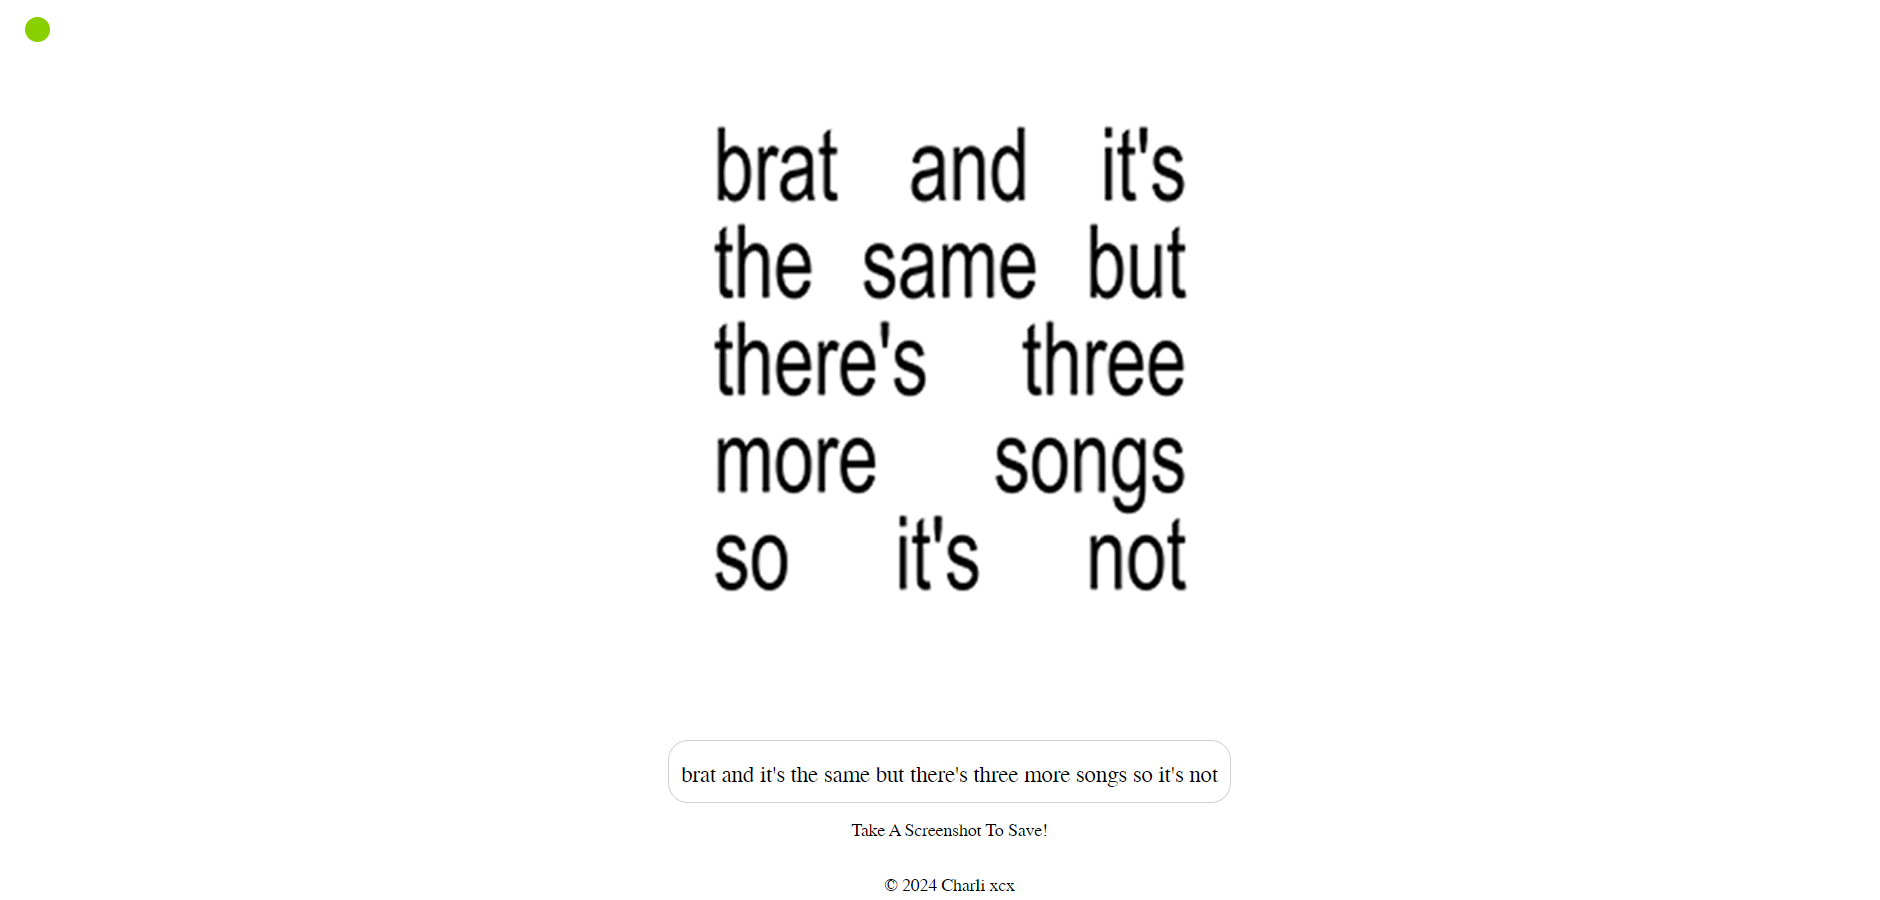 brat and it's
the same but
there's three
more songs
so it's not
brat and it's the same but there's three more songs so it's not
Take A Screenshot To Save!
© 2024 Charli xcx